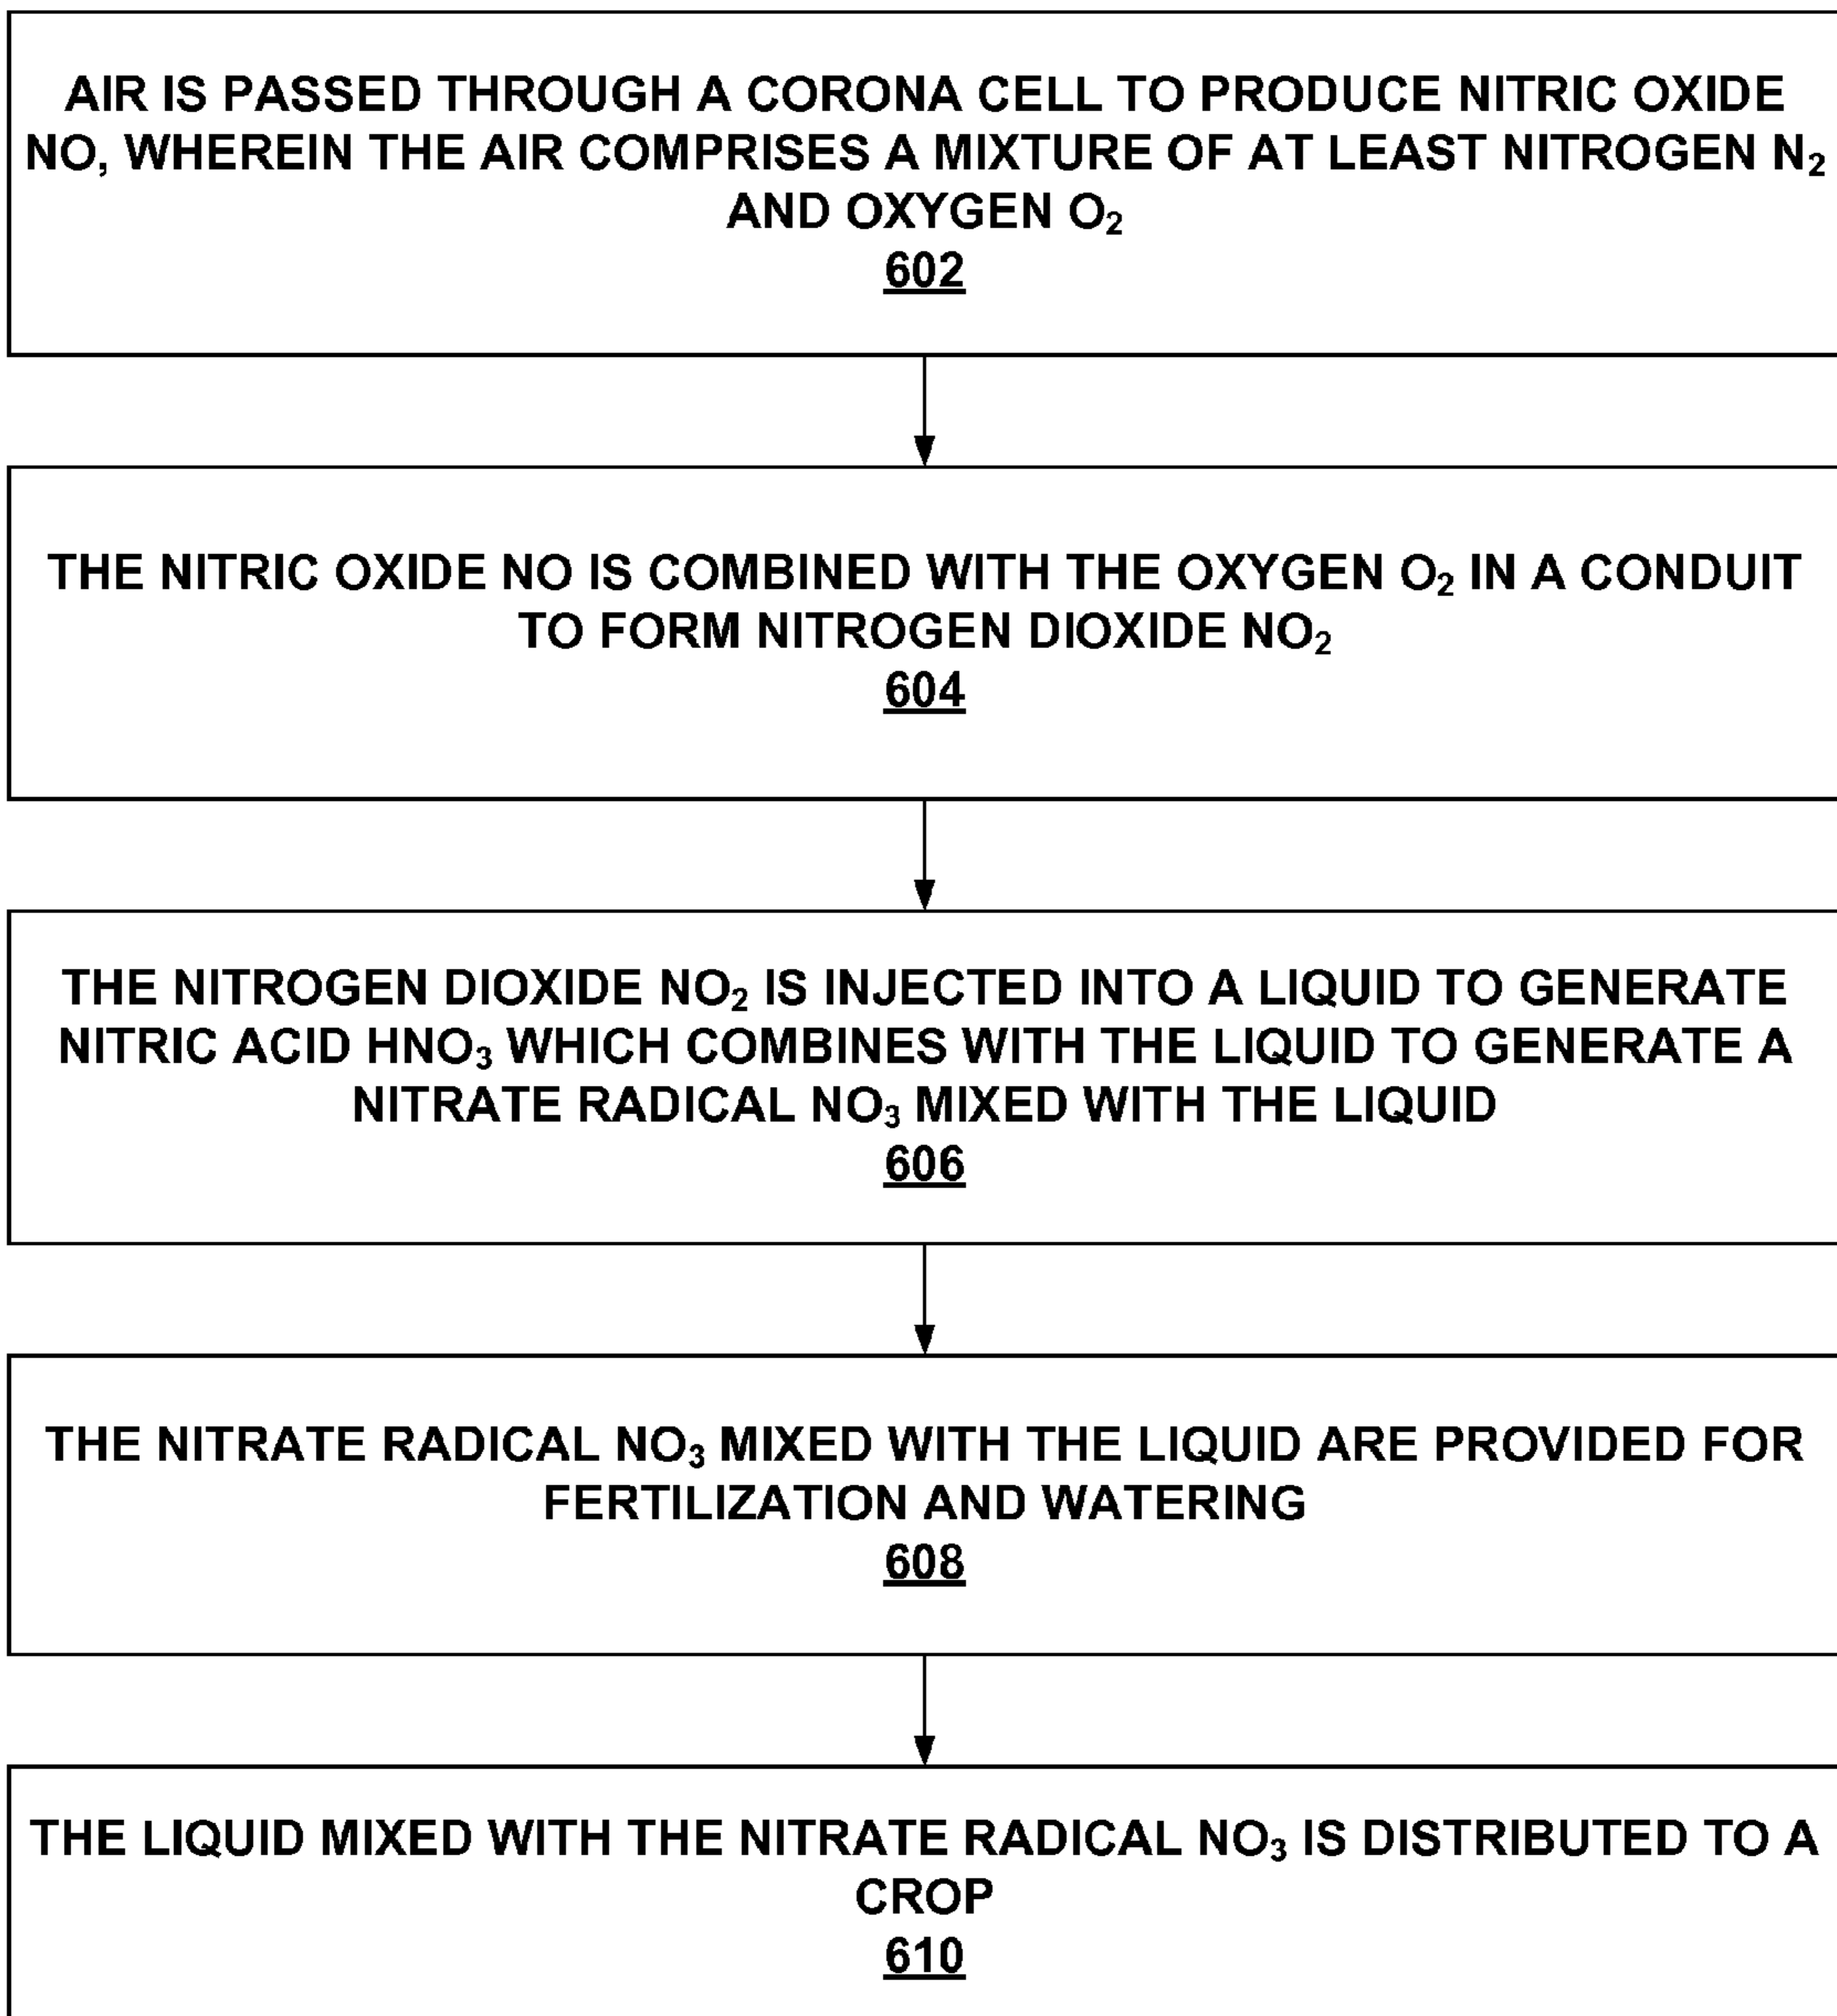 AIR IS PASSED THROUGH A CORONA CELL TO PRODUCE NITRIC OXIDE
NO, WHEREIN THE AIR COMPRISES A MIXTURE OF AT LEAST NITROGEN N₂
AND OXYGEN O₂
602
THE NITRIC OXIDE NO IS COMBINED WITH THE OXYGEN O₂ IN A CONDUIT
TO FORM NITROGEN DIOXIDE NO₂
604
THE NITROGEN DIOXIDE NO₂ IS INJECTED INTO A LIQUID TO GENERATE
NITRIC ACID HNO₃ WHICH COMBINES WITH THE LIQUID TO GENERATE A
NITRATE RADICAL NO₃ MIXED WITH THE LIQUID
606
THE NITRATE RADICAL NO₃ MIXED WITH THE LIQUID ARE PROVIDED FOR
FERTILIZATION AND WATERING
608
THE LIQUID MIXED WITH THE NITRATE RADICAL NO₃ IS DISTRIBUTED TO A
CROP
610